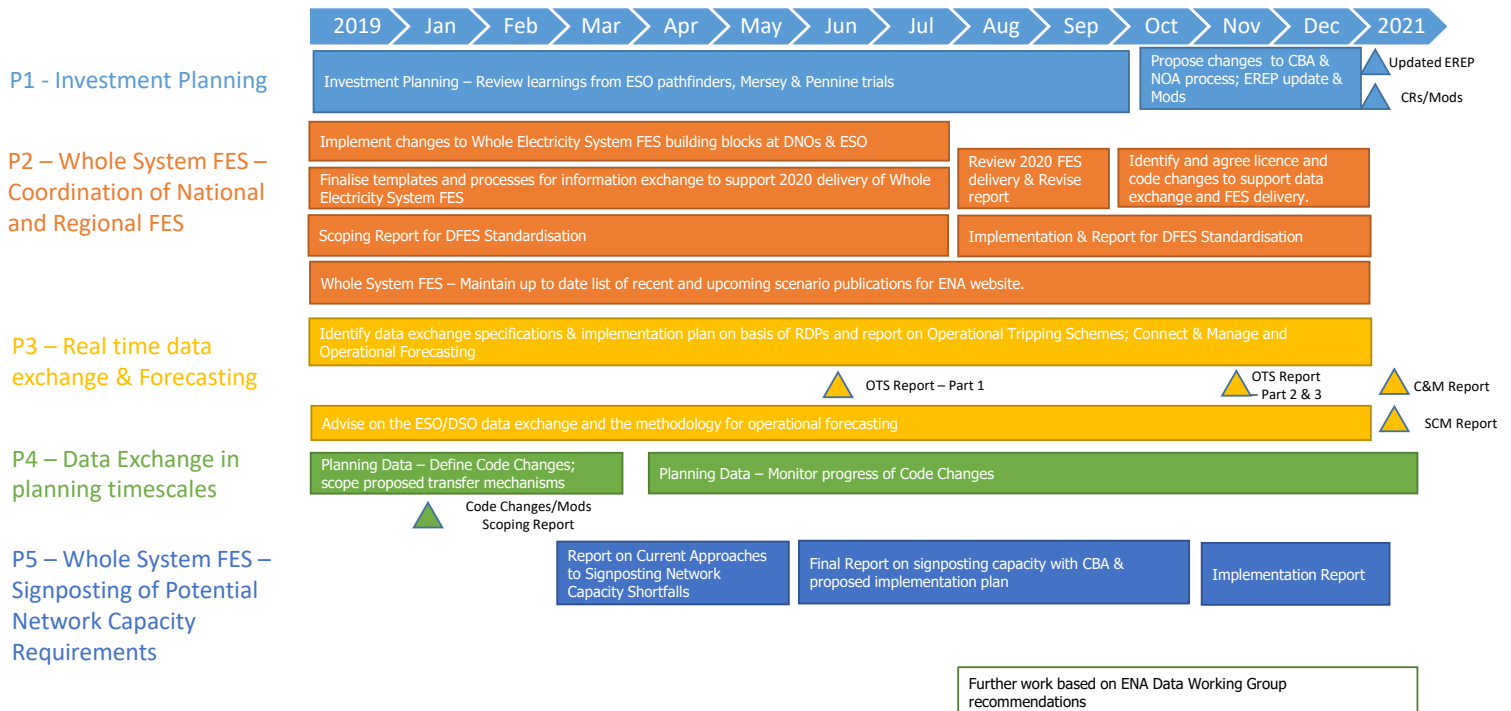 2019 Jan Feb Mar Apr May Jun Jul Aug Sep Oct Nov Dec 2021
P1 - Investment Planning
Investment Planning – Review learnings from ESO pathfinders, Mersey & Pennine trials
Propose changes to CBA &
NOA process; EREP update &
Mods
Updated EREP
CRs/Mods
P2 – Whole System FES –
Coordination of National
and Regional FES
Implement changes to Whole Electricity System FES building blocks at DNOs & ESO
Finalise templates and processes for information exchange to support 2020 delivery of Whole
Electricity System FES
Review 2020 FES
delivery & Revise
report
Identify and agree licence and
code changes to support data
exchange and FES delivery.
Scoping Report for DFES Standardisation
Implementation & Report for DFES Standardisation
Whole System FES – Maintain up to date list of recent and upcoming scenario publications for ENA website.
P3 – Real time data
exchange & Forecasting
Identify data exchange specifications & implementation plan on basis of RDPs and report on Operational Tripping Schemes; Connect & Manage and
Operational Forecasting
OTS Report – Part 1
OTS Report
– Part 2 & 3
C&M Report
Advise on the ESO/DSO data exchange and the methodology for operational forecasting
SCM Report
P4 – Data Exchange in
planning timescales
Planning Data – Define Code Changes;
scope proposed transfer mechanisms
Planning Data – Monitor progress of Code Changes
Code Changes/Mods
Scoping Report
P5 – Whole System FES –
Signposting of Potential
Network Capacity
Requirements
Report on Current Approaches
to Signposting Network
Capacity Shortfalls
Final Report on signposting capacity with CBA &
proposed implementation plan
Implementation Report
Further work based on ENA Data Working Group
recommendations